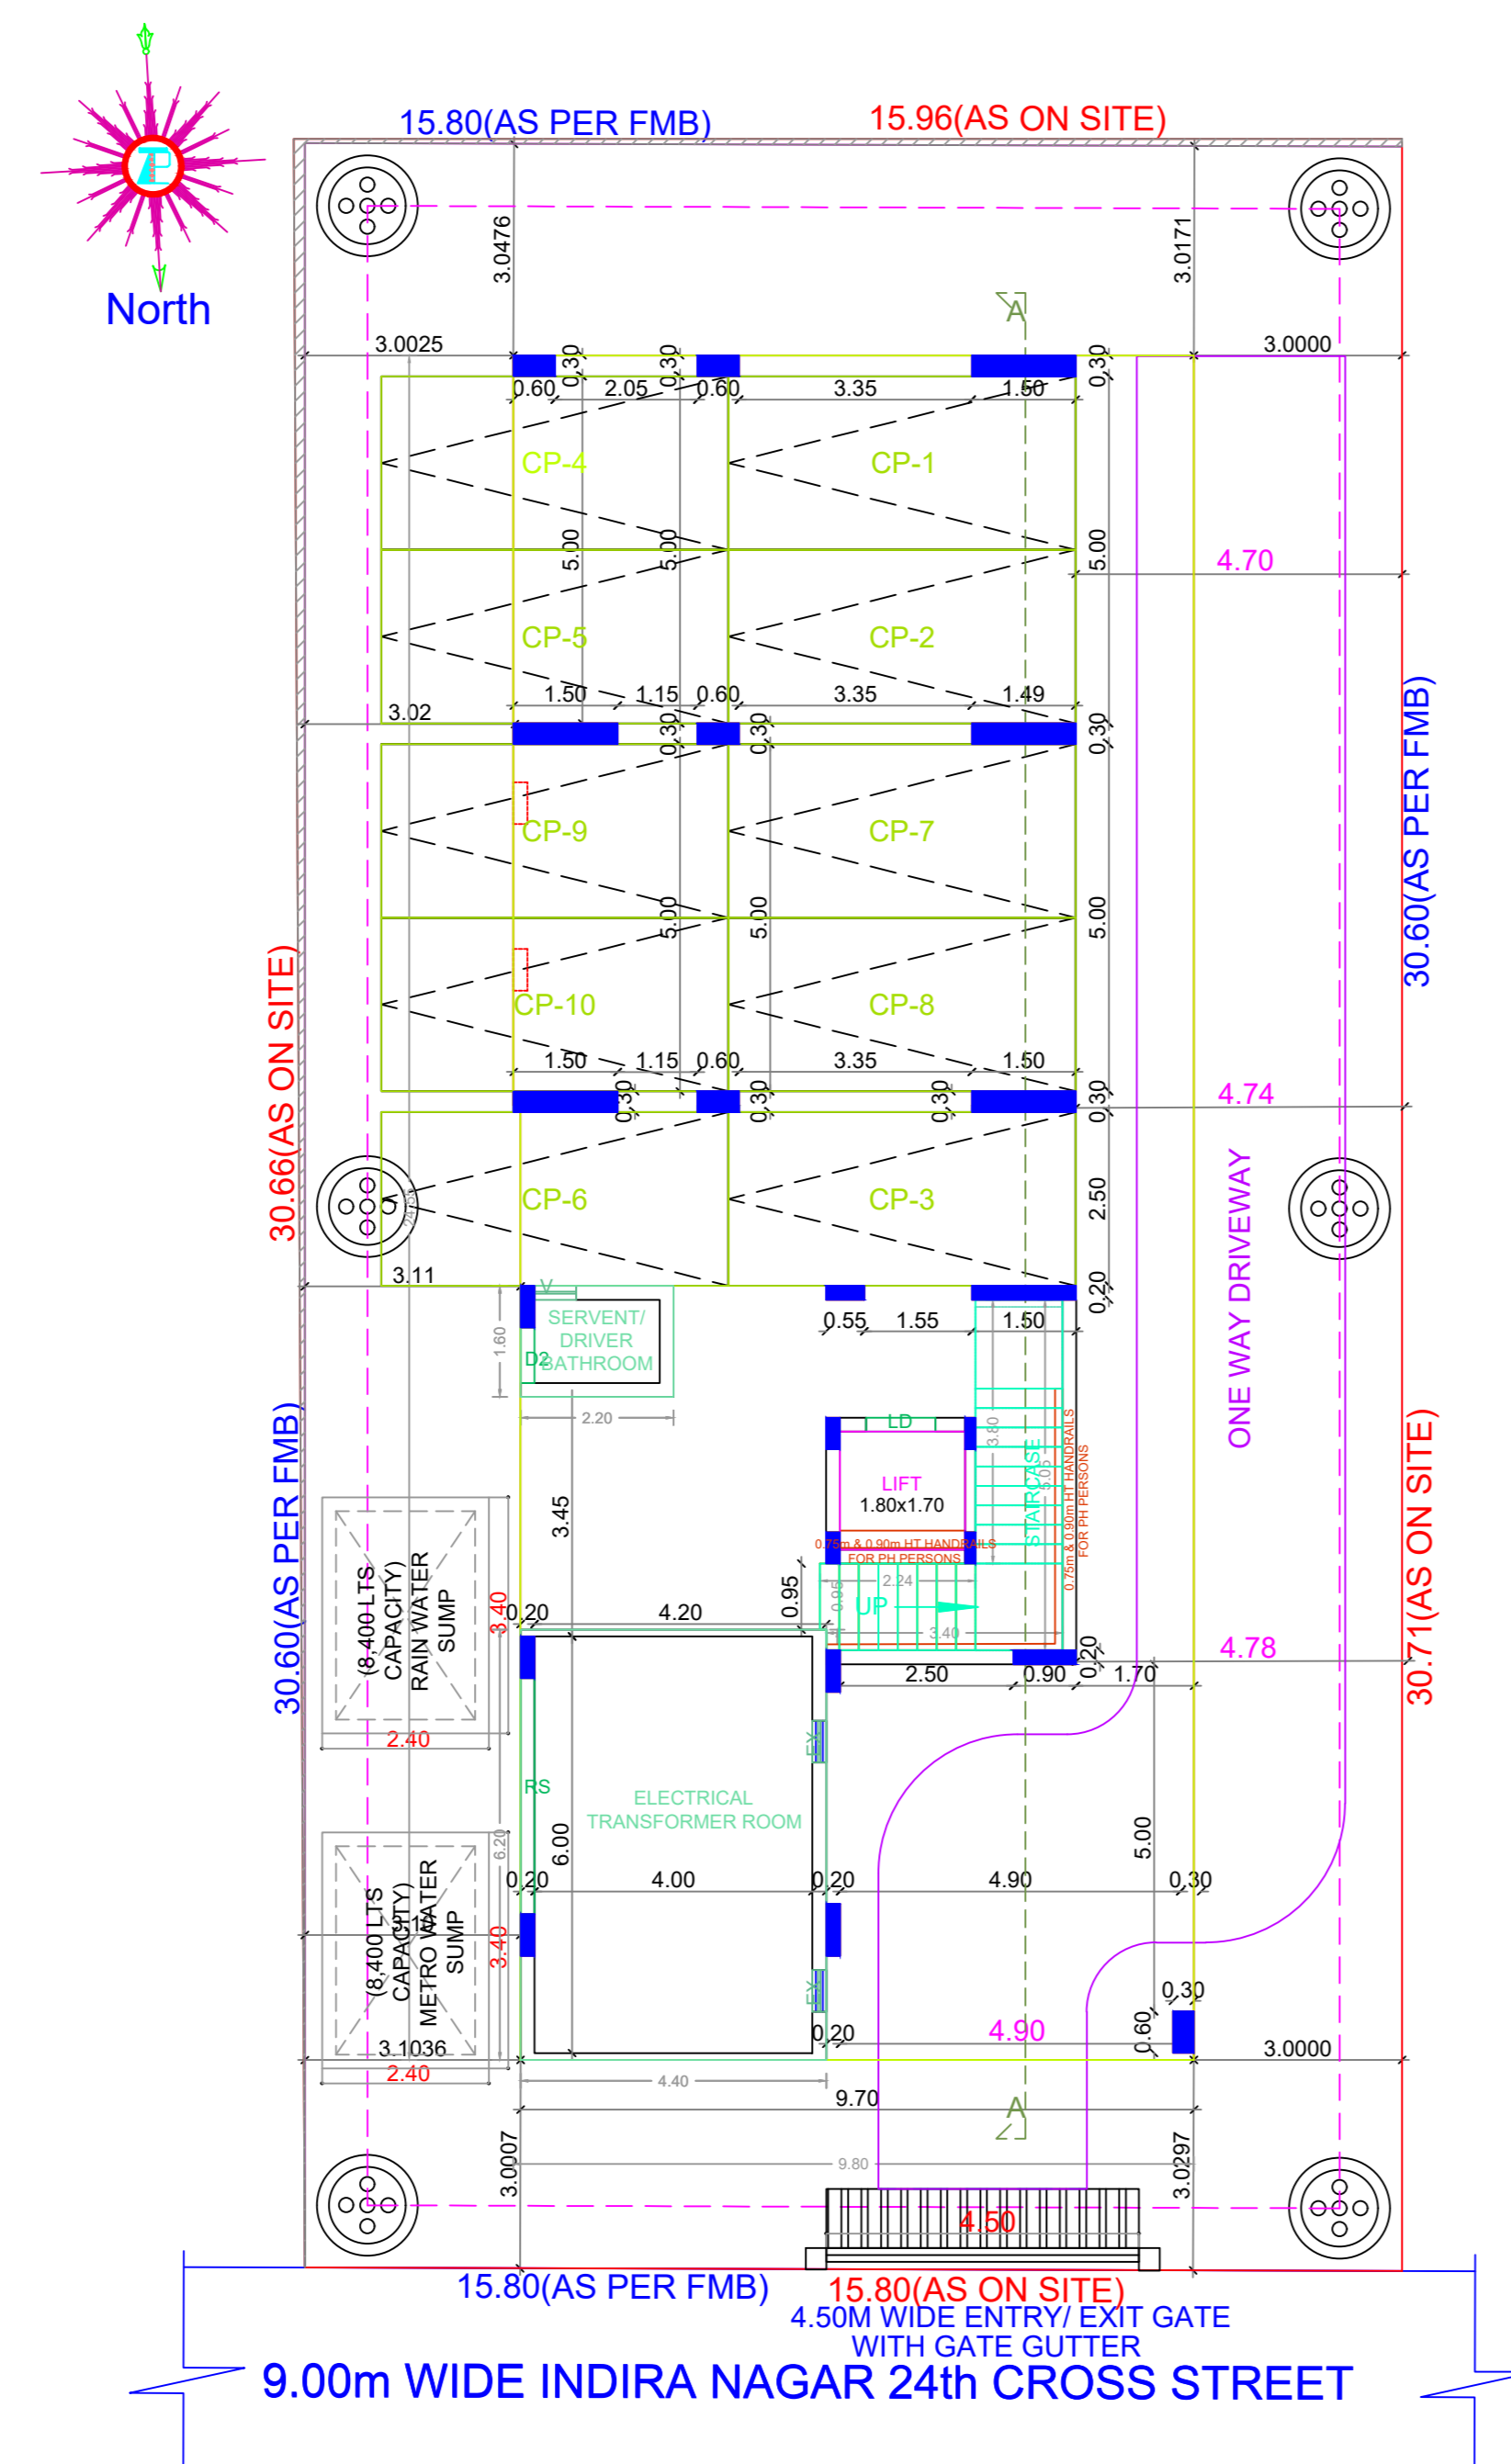 15.80(AS PER FMB)
15.96(AS ON SITE)
North
3.0476
3.0171
A
3.0025
3.0000
0.30
0.30
0.30
0.60
2.05
0.60
3.35
1.50
CP-4
CP-1
5.00
5.00
5.00
4.70
CP-5
CP-2
1.50
1.15
0.60
3.35
1.49
3.02
0.30
0.30
0.30
30.60(AS PER FMB)
CP-9
CP-7
5.00
5.00
5.00
30.66(AS ON SITE)
CP-10
CP-8
1.50
1.15
0.60
3.35
1.50
0.30
0.30
0.30
0.30
4.74
CP-6
CP-3
2.50
24.55
ONE WAY DRIVEWAY
3.11
V
0.20
SERVENT/
DRIVER
BATHROOM
D2
1.60
2.20
0.55
1.55
1.50
LD
LIFT
1.80x1.70
3.80
5.05
STAIRCASE
0.75m & 0.90m HT HANDRAILS
FOR PH PERSONS
0.75m & 0.90m HT HANDRAILS
FOR PH PERSONS
30.60(AS PER FMB)
30.71(AS ON SITE)
3.45
(8,400 LTS
CAPACITY)
RAIN WATER
SUMP
3.40
2.40
0.20
4.20
0.95
0.95
2.24
UP
3.40
4.78
0.20
2.50
0.90
1.70
EX
RS
ELECTRICAL
TRANSFORMER ROOM
6.20
6.00
5.00
0.20
4.00
0.20
4.90
0.30
(8,400 LTS
CAPACITY)
METRO WATER
SUMP
3.10
3.40
EX
0.30
0.60
0.20
4.90
3.1036
2.40
3.0000
4.40
9.70
A
3.0007
9.80
3.0297
4.50
15.80(AS PER FMB)
15.80(AS ON SITE)
4.50M WIDE ENTRY/ EXIT GATE
WITH GATE GUTTER
9.00m WIDE INDIRA NAGAR 24th CROSS STREET